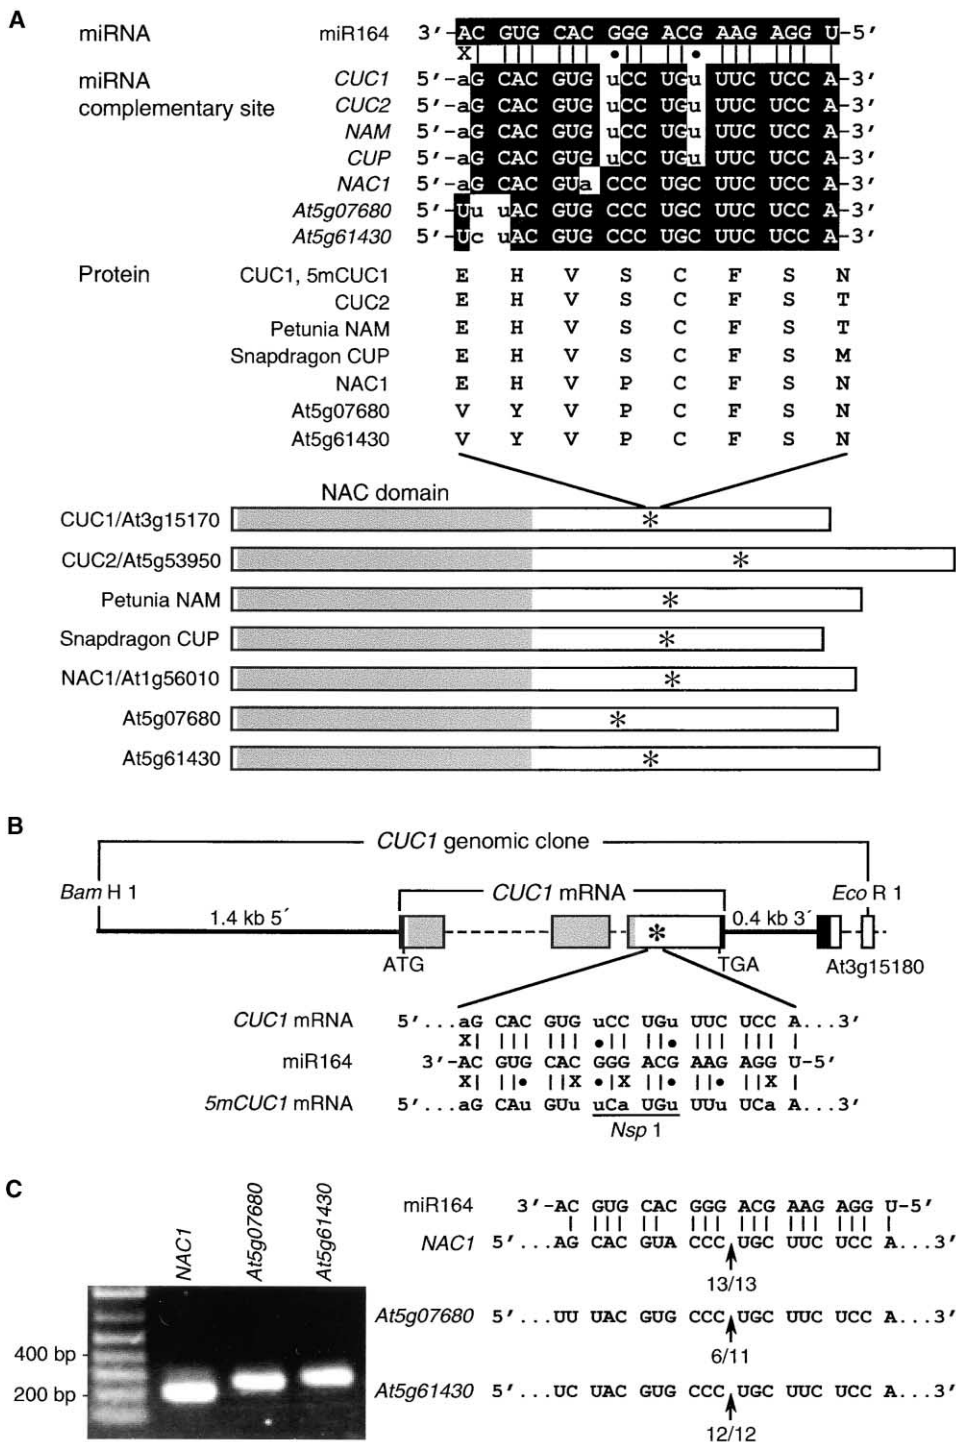 A
miRNA miR164 3′-AC GUG CAC GGG ACG AAG AGG U-5′
X
miRNA complementary site
CUC1 5′-aG CAC GUG uCC UGu UUC UCC A-3′
CUC2 5′-aG CAC GUG uCC UGu UUC UCC A-3′
NAM 5′-aG CAC GUG uCC UGu UUC UCC A-3′
CUP 5′-aG CAC GUG uCC UGu UUC UCC A-3′
NAC1 5′-aG CAC GUa CCC UGC UUC UCC A-3′
At5g07680 5′-Uu uAC GUG CCC UGC UUC UCC A-3′
At5g61430 5′-Uc uAC GUG CCC UGC UUC UCC A-3′
Protein CUC1, 5mCUC1 E H V S C F S N
CUC2 E H V S C F S T
Petunia NAM E H V S C F S T
Snapdragon CUP E H V S C F S M
NAC1 E H V P C F S N
At5g07680 V Y V P C F S N
At5g61430 V Y V P C F S N
NAC domain
CUC1/At3g15170 *
CUC2/At5g53950 *
Petunia NAM *
Snapdragon CUP *
NAC1/At1g56010 *
At5g07680 *
At5g61430 *
B
CUC1 genomic clone
Bam H 1 CUC1 mRNA Eco R 1
1.4 kb 5′ 0.4 kb 3′
*
ATG TGA At3g15180
CUC1 mRNA 5′...aG CAC GUG uCC UGu UUC UCC A...3′
X
miR164 3′-AC GUG CAC GGG ACG AAG AGG U-5′
X X X X
5mCUC1 mRNA 5′...aG CAu GUu uCa UGu UUu UCa A...3′
Nsp 1
C
NAC1
At5g07680
At5g61430
400 bp
200 bp
miR164 3′-AC GUG CAC GGG ACG AAG AGG U-5′
NAC1 5′...AG CAC GUA CCC UGC UUC UCC A...3′
13/13
At5g07680 5′...UU UAC GUG CCC UGC UUC UCC A...3′
6/11
At5g61430 5′...UC UAC GUG CCC UGC UUC UCC A...3′
12/12